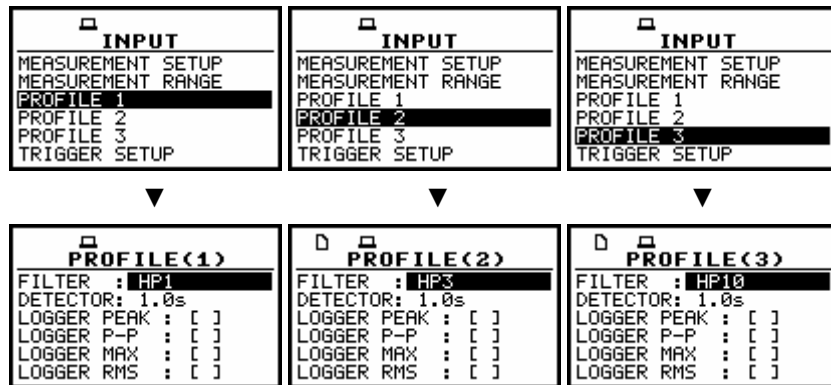 INPUT
MEASUREMENT SETUP
MEASUREMENT RANGE
PROFILE 1
PROFILE 2
PROFILE 3
TRIGGER SETUP
INPUT
MEASUREMENT SETUP
MEASUREMENT RANGE
PROFILE 1
PROFILE 2
PROFILE 3
TRIGGER SETUP
INPUT
MEASUREMENT SETUP
MEASUREMENT RANGE
PROFILE 1
PROFILE 2
PROFILE 3
TRIGGER SETUP
PROFILE(1)
FILTER : HP1
DETECTOR: 1.0s
LOGGER PEAK : [ ]
LOGGER P-P : [ ]
LOGGER MAX : [ ]
LOGGER RMS : [ ]
PROFILE(2)
FILTER : HP3
DETECTOR: 1.0s
LOGGER PEAK : [ ]
LOGGER P-P : [ ]
LOGGER MAX : [ ]
LOGGER RMS : [ ]
PROFILE(3)
FILTER : HP10
DETECTOR: 1.0s
LOGGER PEAK : [ ]
LOGGER P-P : [ ]
LOGGER MAX : [ ]
LOGGER RMS : [ ]